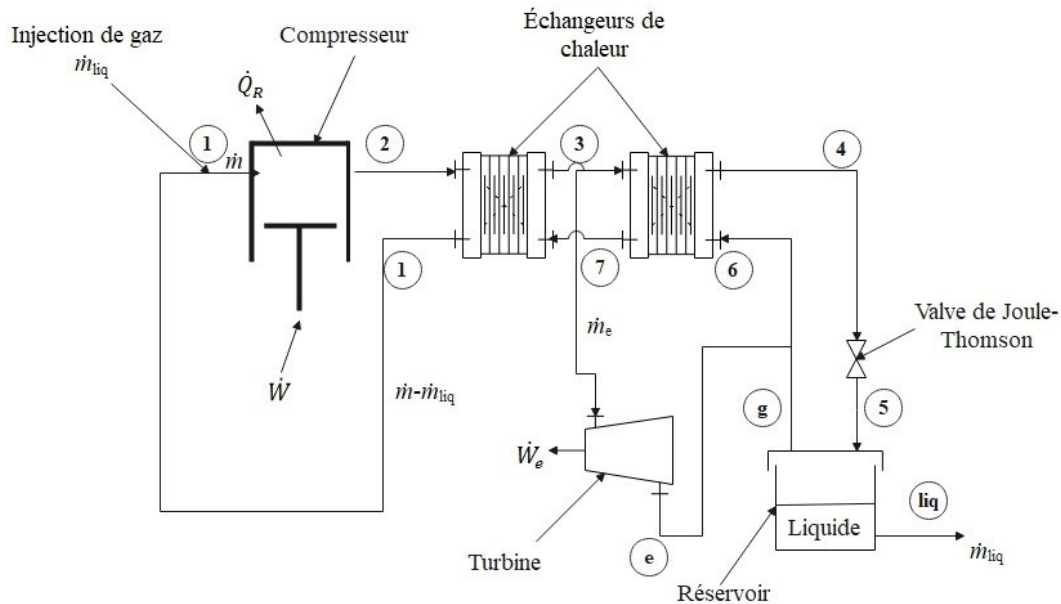 Injection de gaz
ṁliq
Compresseur
Échangeurs de
chaleur
Q̇R
1
ṁ
2
3
4
1
7
6
Ẇ
ṁ-ṁliq
ṁe
Valve de Joule-
Thomson
g
5
Ẇe
Turbine
e
Liquide
liq
ṁliq
Réservoir